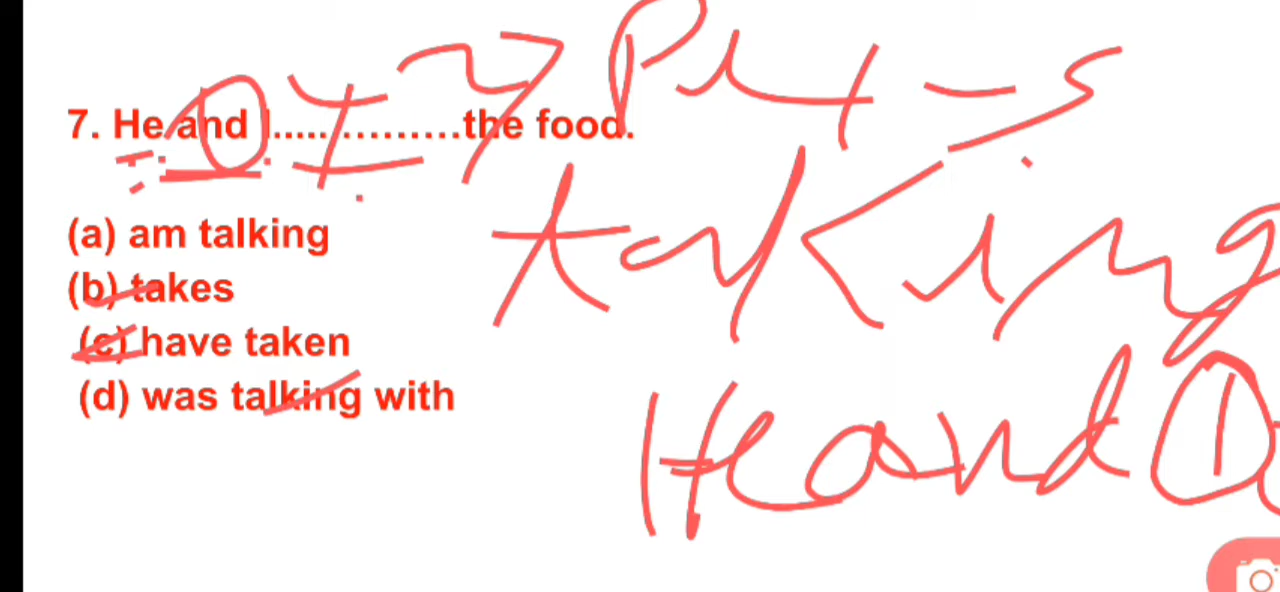 7. He and I...............the food.
(a) am talking
(b) takes
(c) have taken
(d) was talking with
talking
He and I